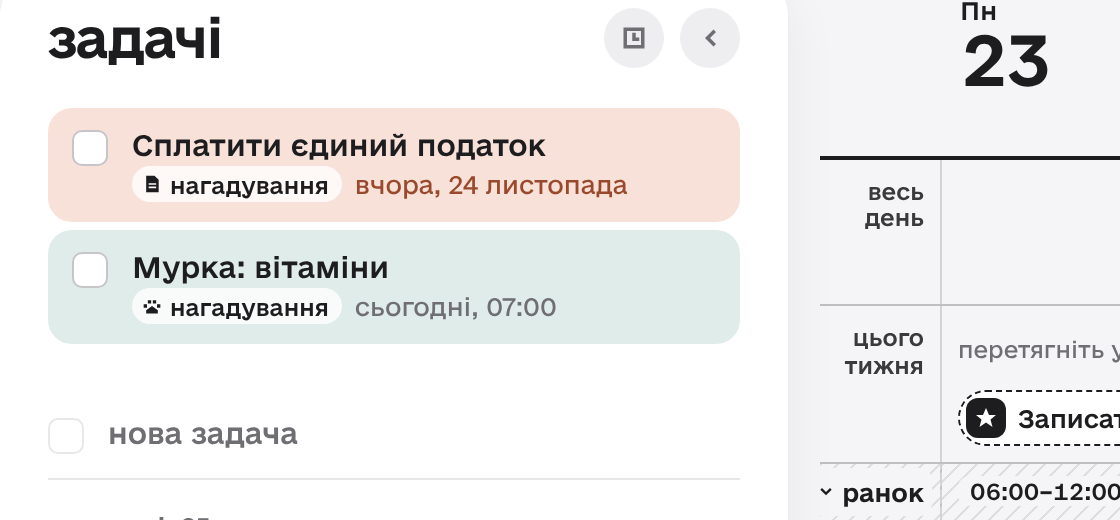 задачі
Сплатити єдиний податок
нагадування вчора, 24 листопада
Мурка: вітаміни
нагадування сьогодні, 07:00
нова задача
Пн
23
весь
день
цього
тижня
перетягніть
ранок 06:00–12:00